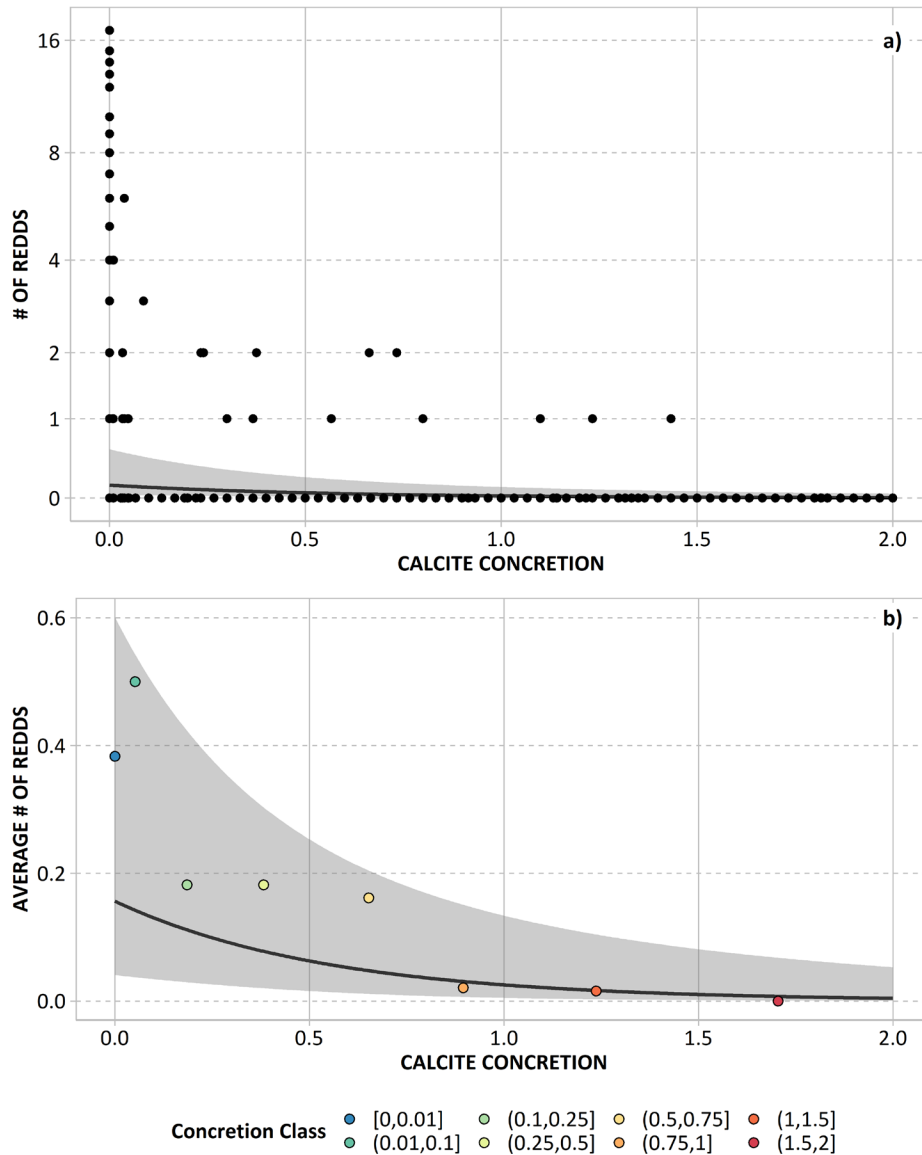 a)
16
8
4
2
1
0
# OF REDDS
0.0 0.5 1.0 1.5 2.0
CALCITE CONCRETION
b)
0.6
0.4
0.2
0.0
AVERAGE # OF REDDS
0.0 0.5 1.0 1.5 2.0
CALCITE CONCRETION
Concretion Class
[0,0.01] (0.1,0.25] (0.5,0.75] (1,1.5]
(0.01,0.1] (0.25,0.5] (0.75,1] (1.5,2]